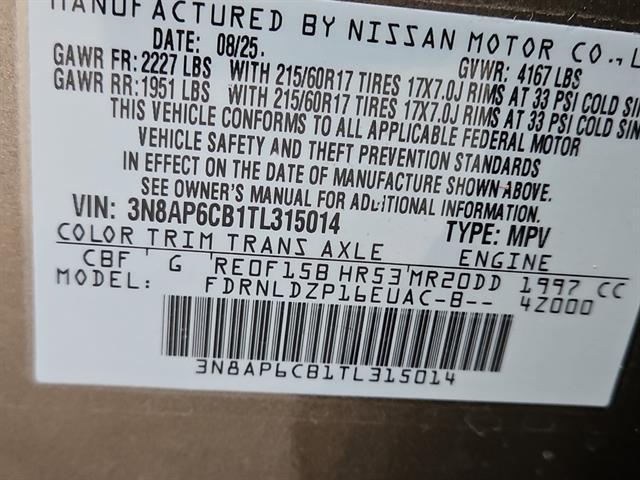 MANUFACTURED BY NISSAN MOTOR CO., L
DATE: 08/25. GVWR: 4167 LBS
GAWR FR: 2227 LBS WITH 215/60R17 TIRES 17X7.0J RIMS AT 33 PSI COLD SIN
GAWR RR: 1951 LBS WITH 215/60R17 TIRES 17X7.0J RIMS AT 33 PSI COLD SIN
THIS VEHICLE CONFORMS TO ALL APPLICABLE FEDERAL MOTOR
VEHICLE SAFETY AND THEFT PREVENTION STANDARDS
IN EFFECT ON THE DATE OF MANUFACTURE SHOWN ABOVE.
SEE OWNER'S MANUAL FOR ADDITIONAL INFORMATION.
VIN: 3N8AP6CB1TL315014 TYPE: MPV
COLOR TRIM TRANS AXLE ENGINE
CBF G RE0F15B HR53 MR20DD 1997 CC
MODEL: FDRNLDZP16EUAC-B-- 4Z000
3N8AP6CB1TL315014